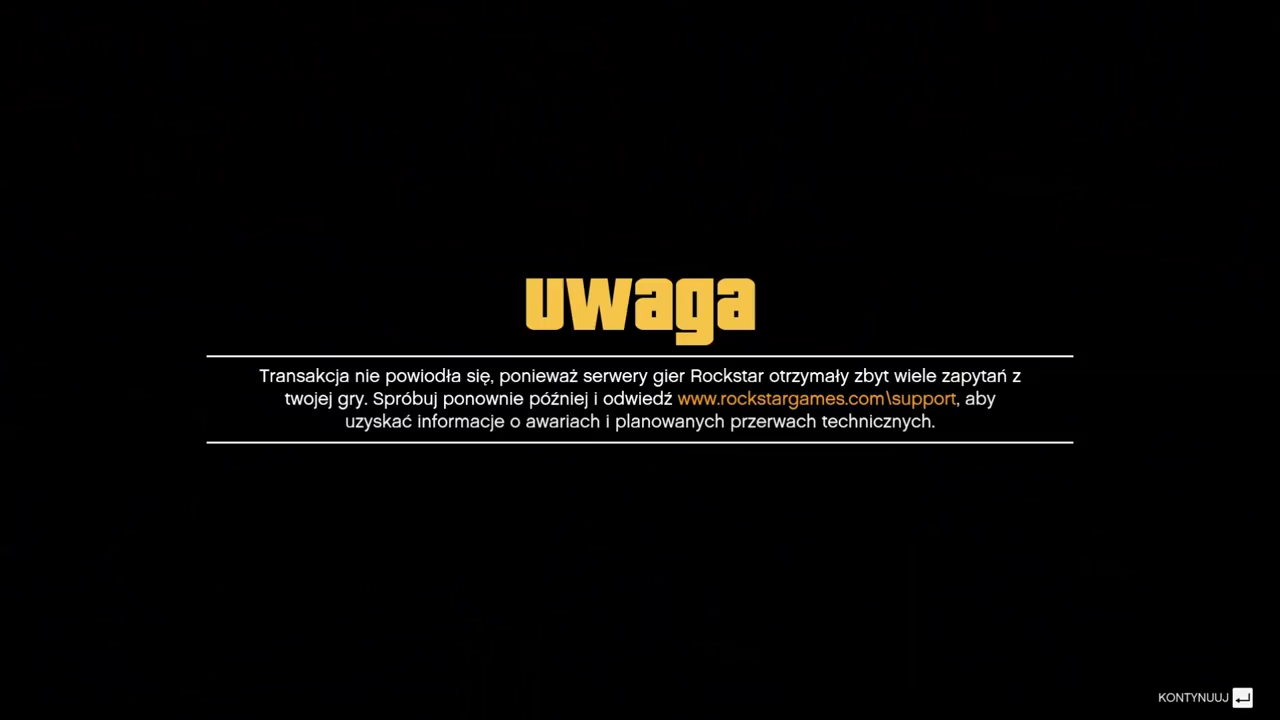 uwaga
Transakcja nie powiodła się, ponieważ serwery gier Rockstar otrzymały zbyt wiele zapytań z
twojej gry. Spróbuj ponownie później i odwiedź www.rockstargames.com\support, aby
uzyskać informacje o awariach i planowanych przerwach technicznych.
KONTYNUUJ